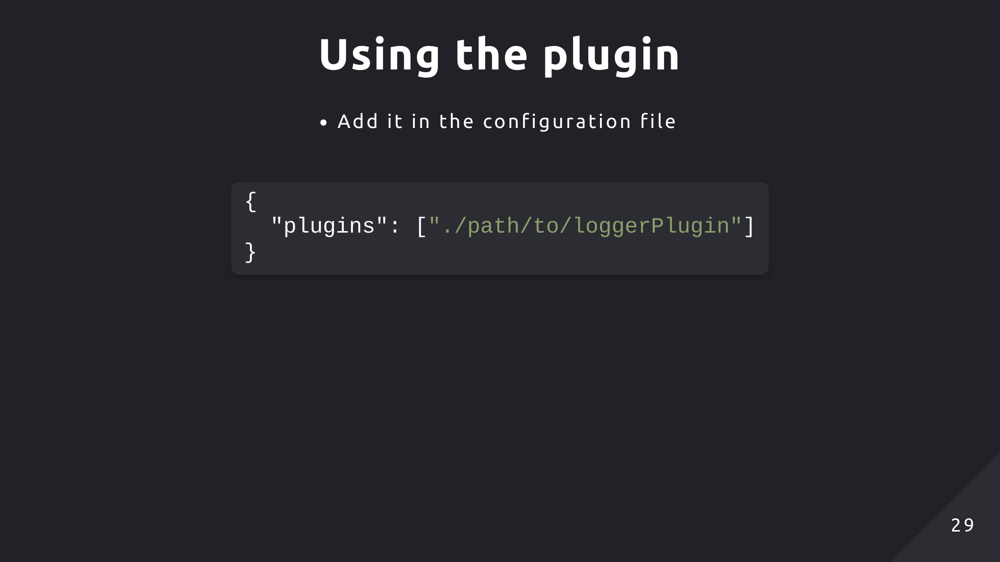 Using the plugin
• Add it in the configuration file
{
  "plugins": ["./path/to/loggerPlugin"]
}
29